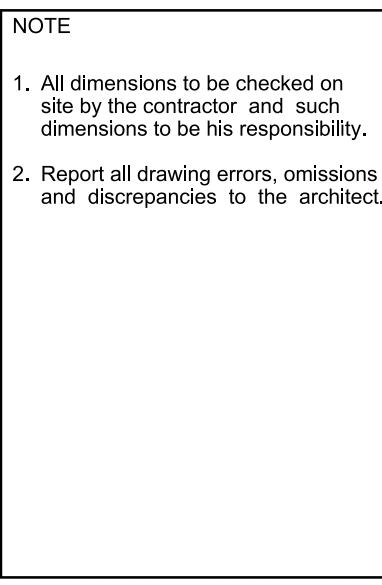 NOTE
1. All dimensions to be checked on
site by the contractor and such
dimensions to be his responsibility.
2. Report all drawing errors, omissions
and discrepancies to the architect.